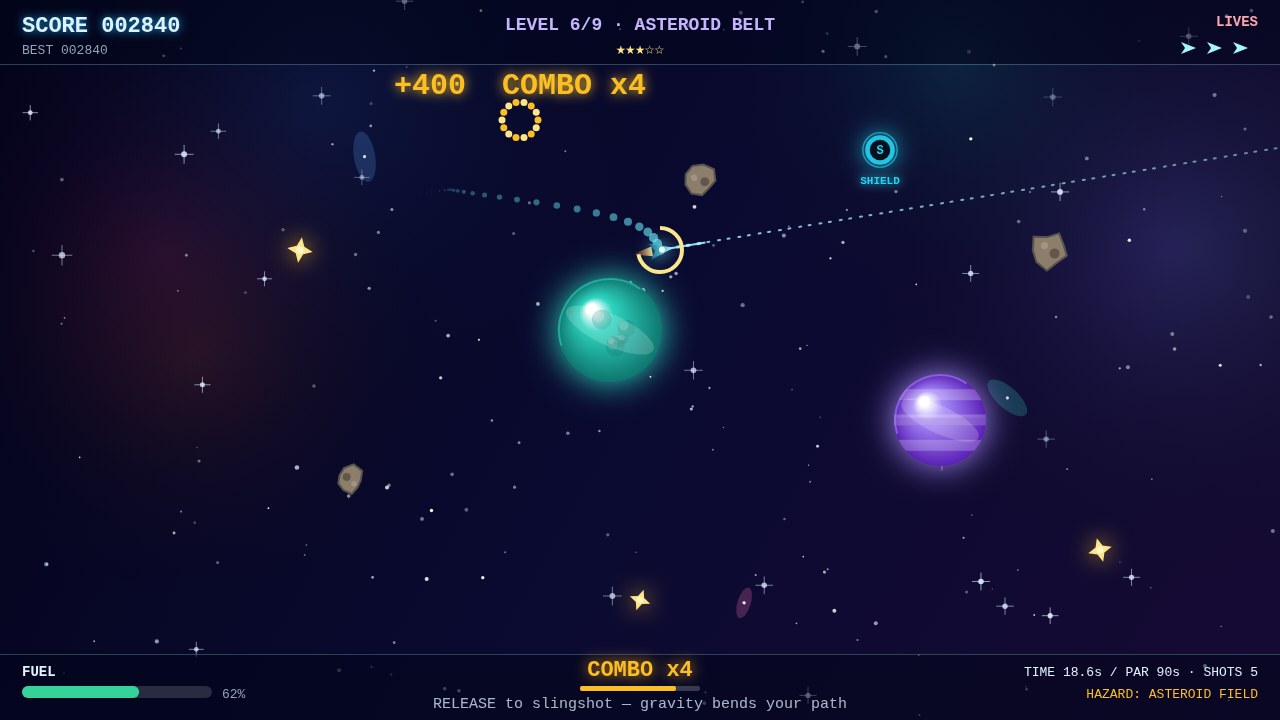 SCORE 002840
BEST 002840
LEVEL 6/9 · ASTEROID BELT
★★★☆☆
LIVES
+400 COMBO x4
S
SHIELD
FUEL
62%
COMBO x4
RELEASE to slingshot — gravity bends your path
TIME 18.6s / PAR 90s · SHOTS 5
HAZARD: ASTEROID FIELD